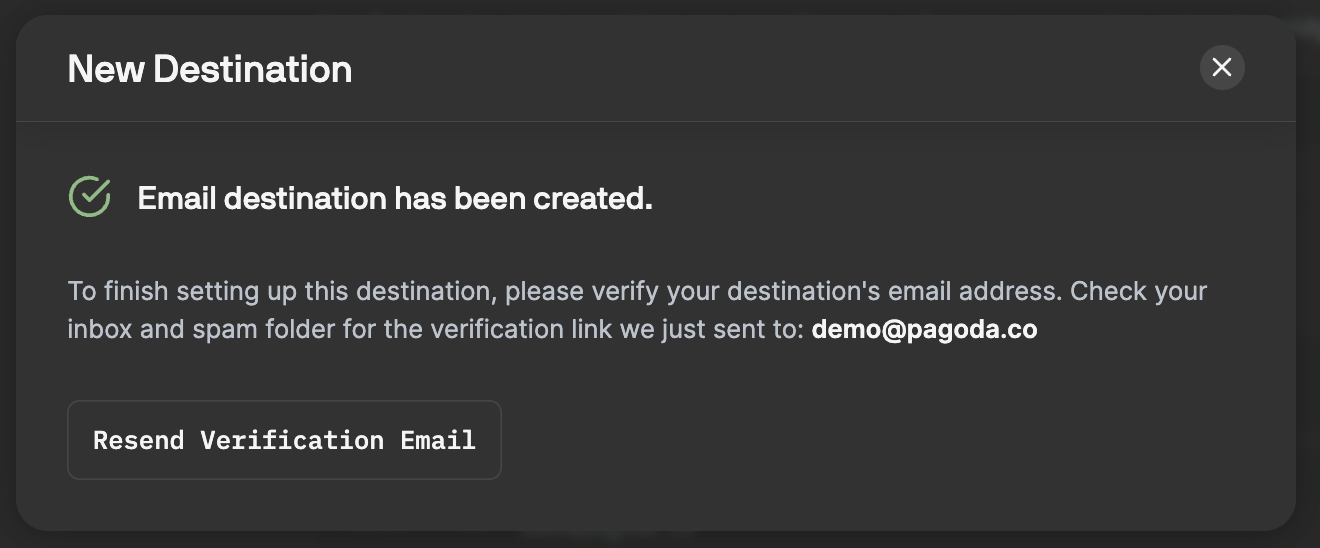 New Destination
Email destination has been created.
To finish setting up this destination, please verify your destination's email address. Check your
inbox and spam folder for the verification link we just sent to: demo@pagoda.co
Resend Verification Email